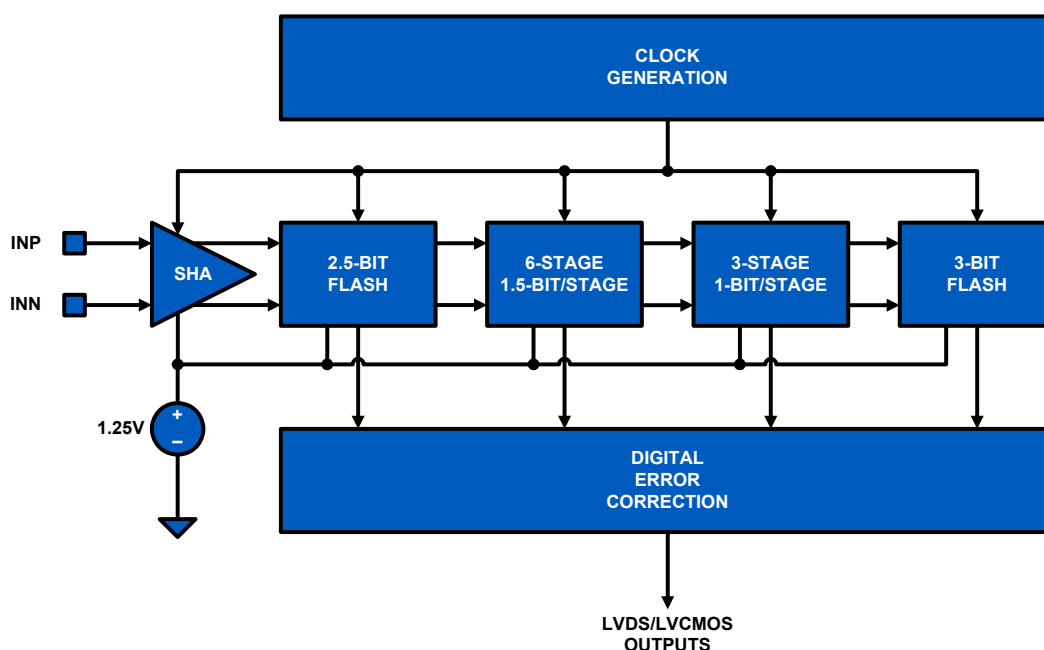 CLOCK
GENERATION
INP
INN
SHA
2.5-BIT
FLASH
6-STAGE
1.5-BIT/STAGE
3-STAGE
1-BIT/STAGE
3-BIT
FLASH
1.25V
+
−
DIGITAL
ERROR
CORRECTION
LVDS/LVCMOS
OUTPUTS